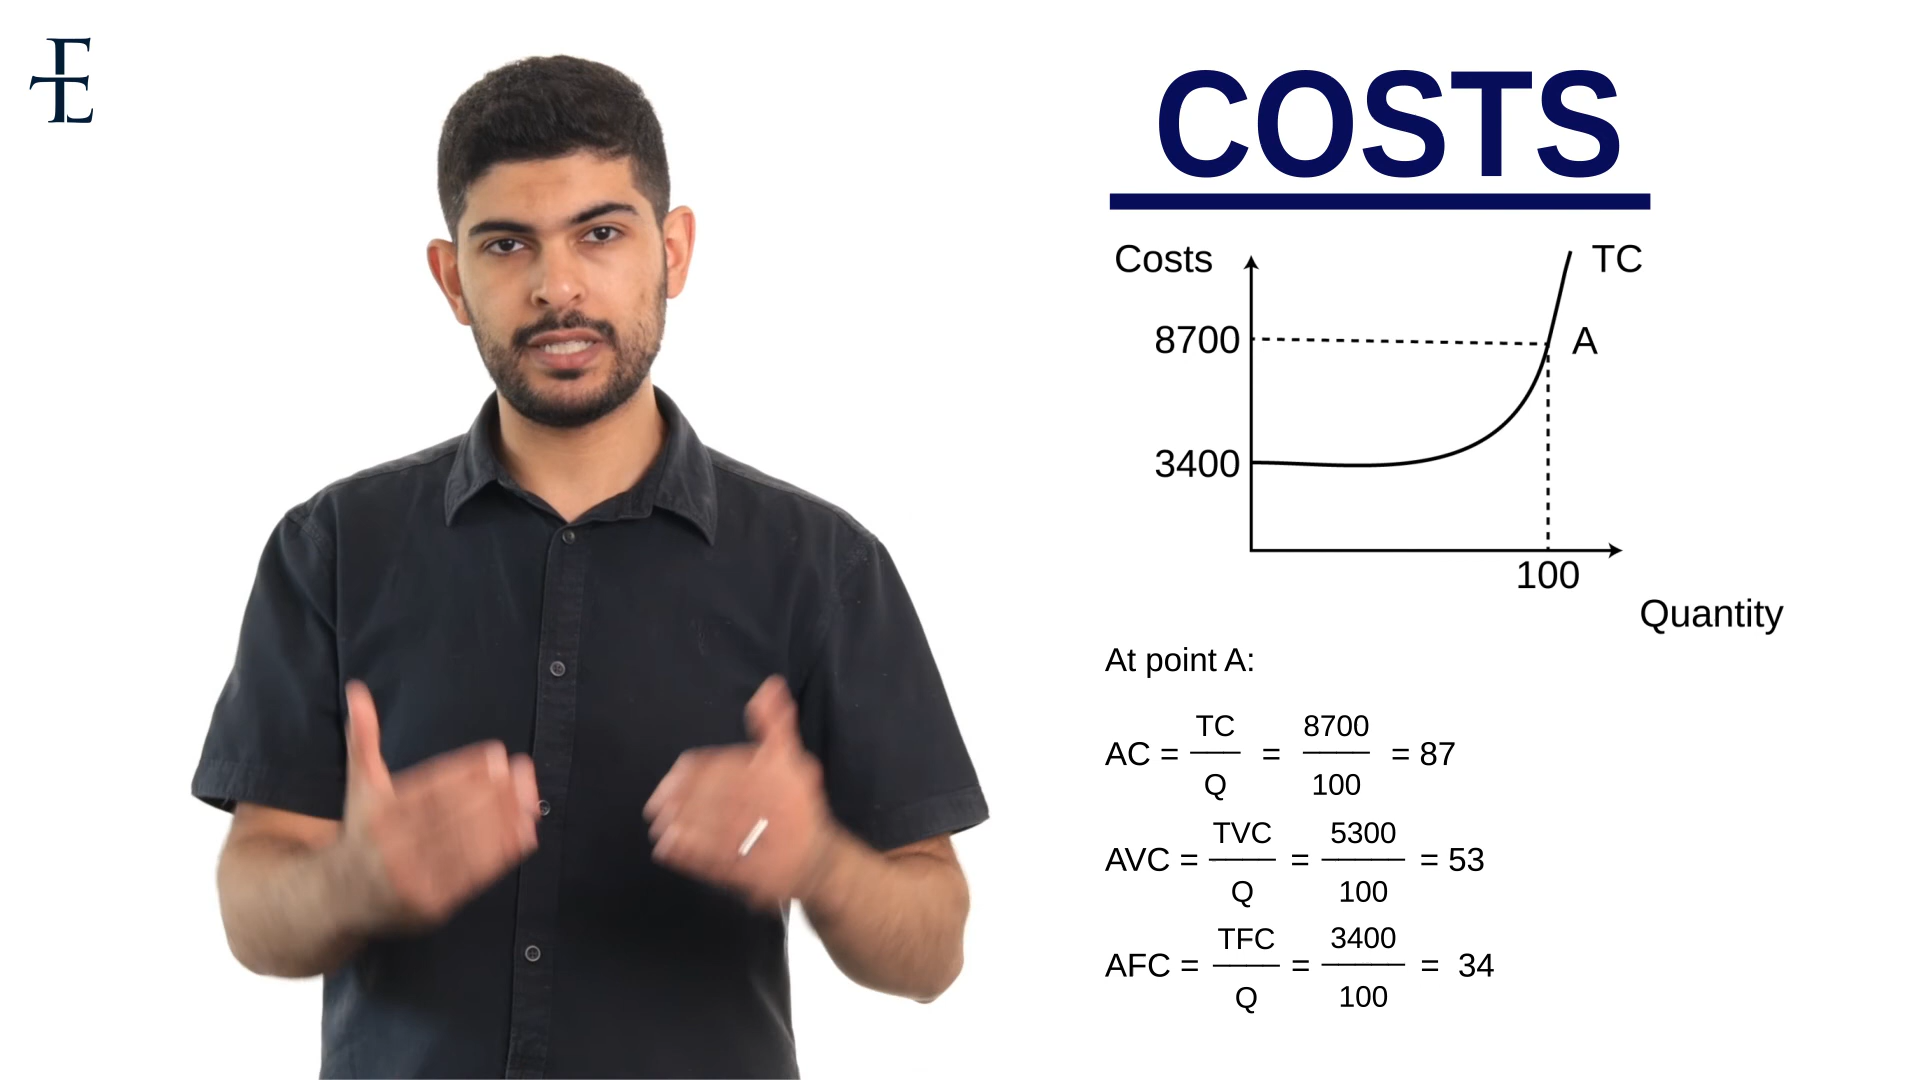 COSTS
Costs
TC
8700
A
3400
100
Quantity
At point A:
AC = TC / Q = 8700 / 100 = 87
AVC = TVC / Q = 5300 / 100 = 53
AFC = TFC / Q = 3400 / 100 = 34